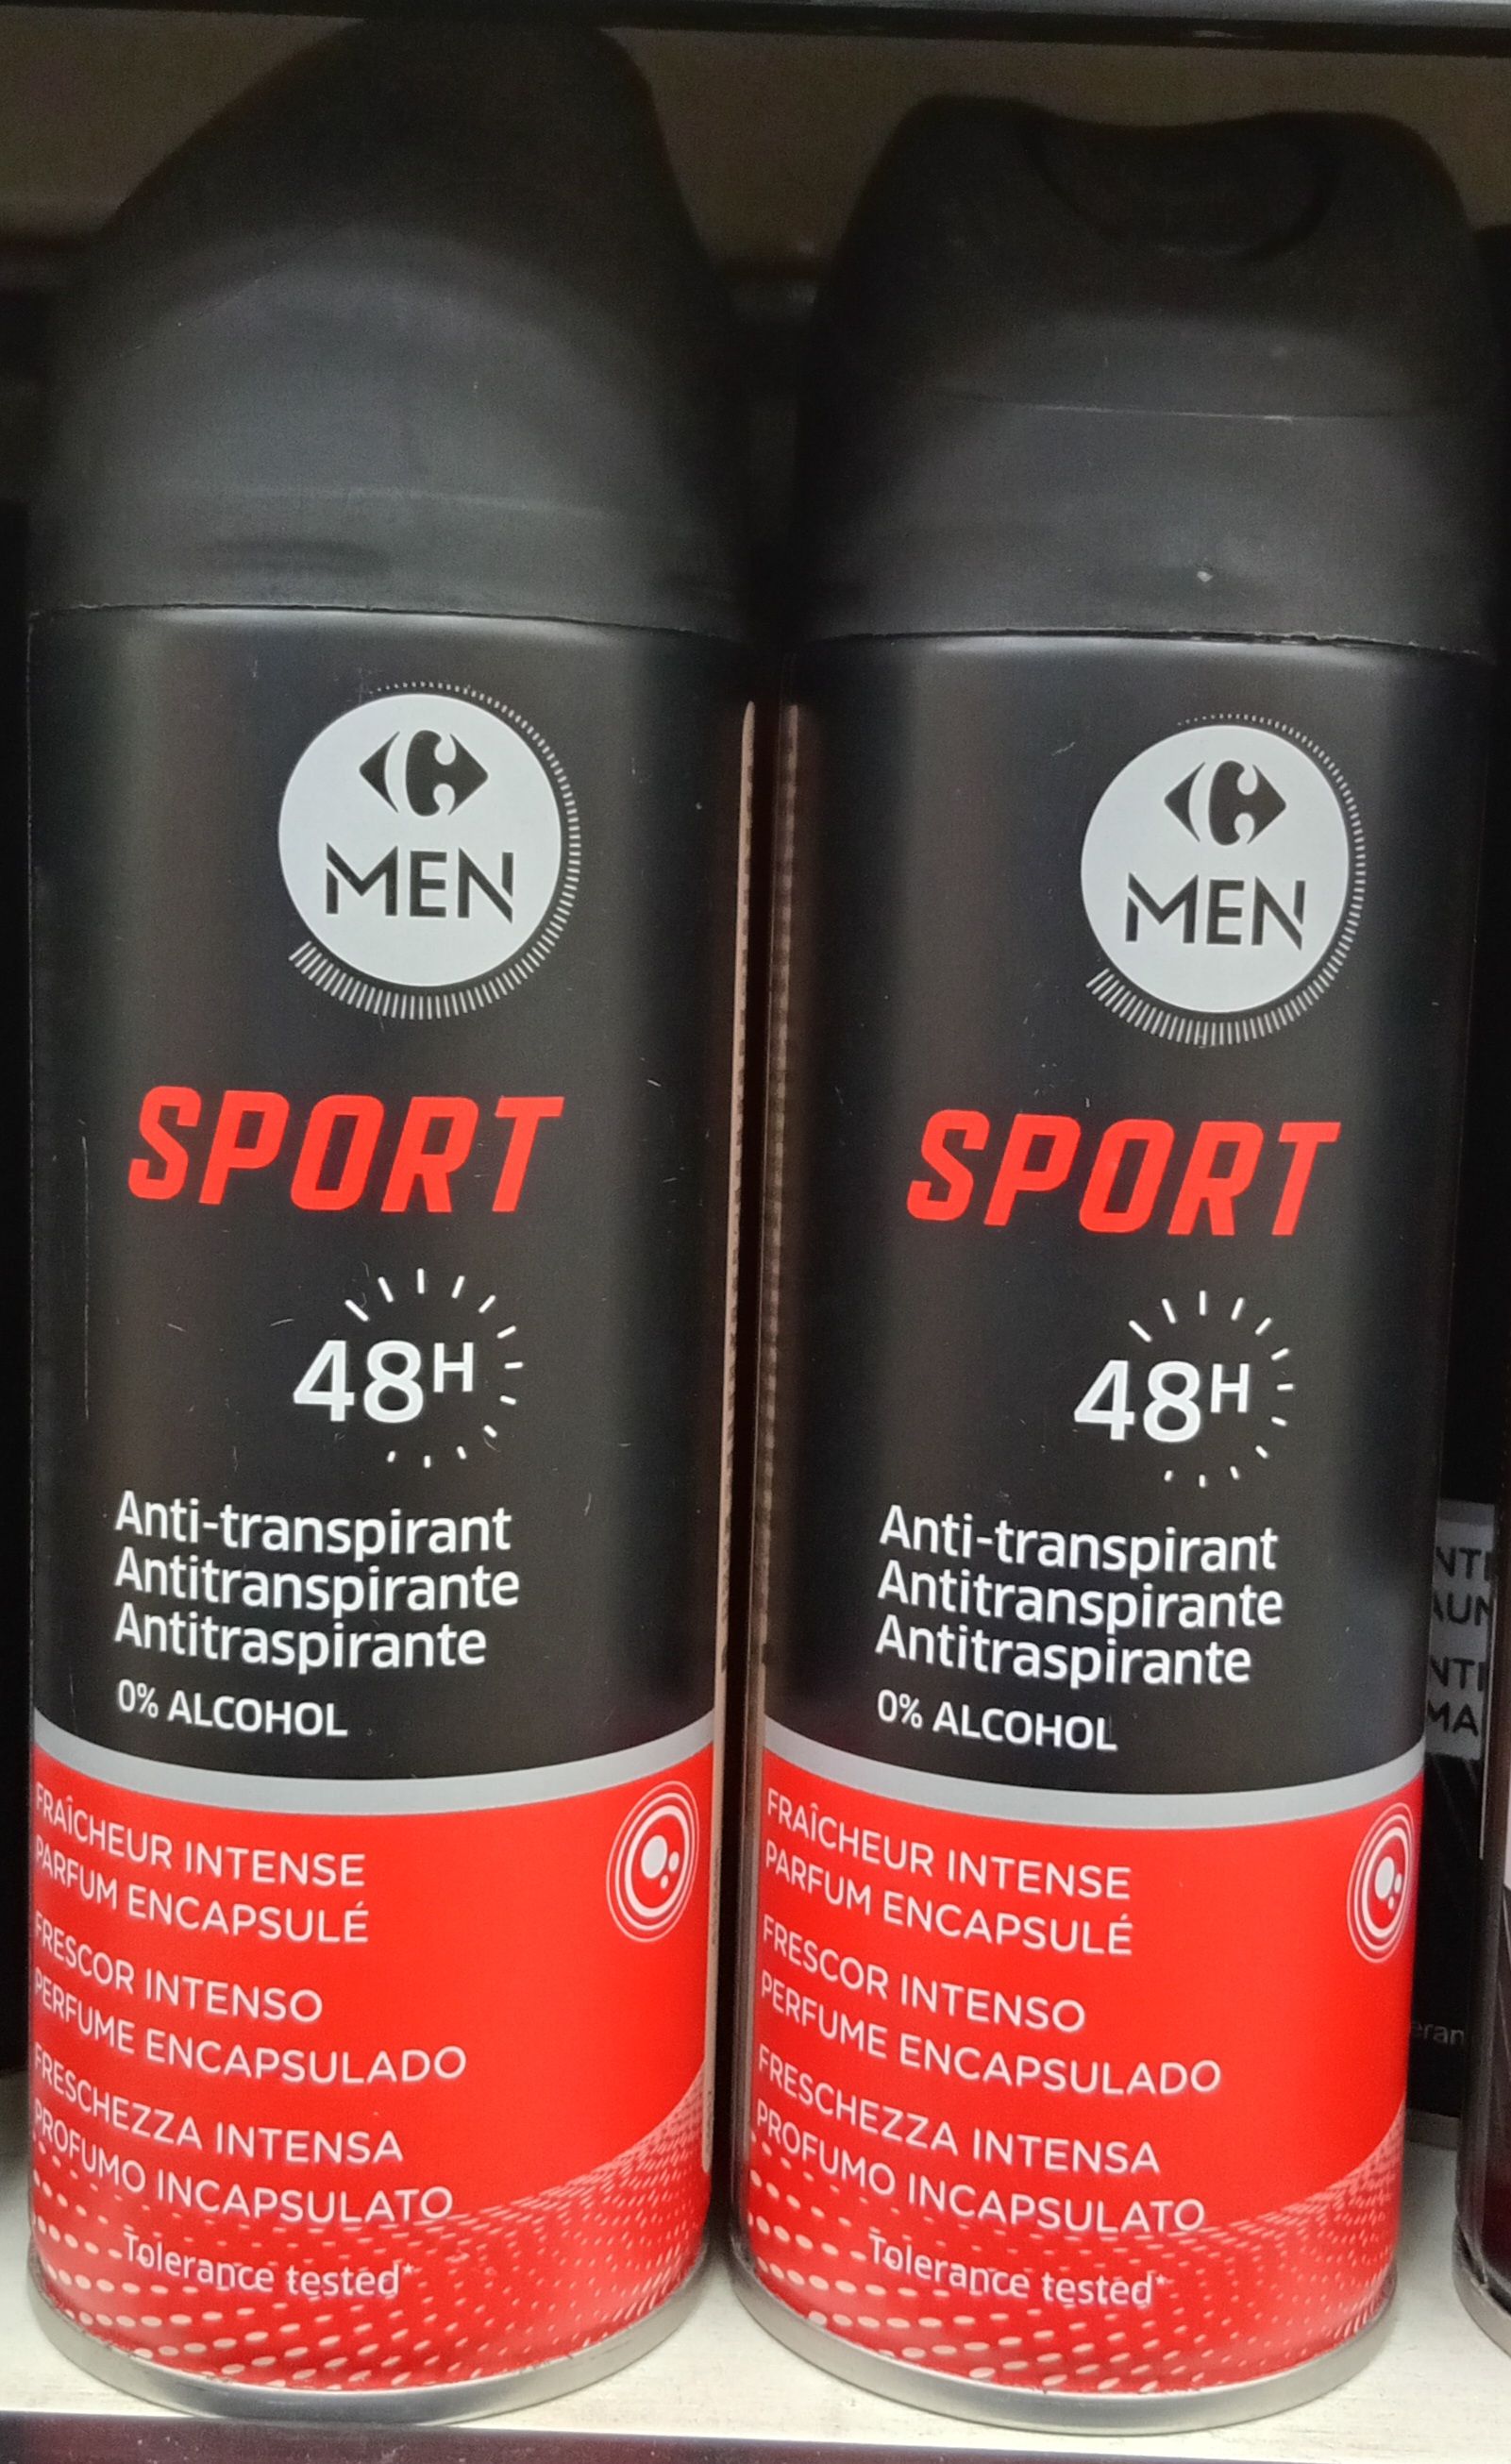 MEN
SPORT
48H
Anti-transpirant
Antitranspirante
Antitraspirante
0% ALCOHOL
FRAÎCHEUR INTENSE
PARFUM ENCAPSULÉ
FRESCOR INTENSO
PERFUME ENCAPSULADO
FRESCHEZZA INTENSA
PROFUMO INCAPSULATO
Tolerance tested*
MEN
SPORT
48H
Anti-transpirant
Antitranspirante
Antitraspirante
0% ALCOHOL
FRAÎCHEUR INTENSE
PARFUM ENCAPSULÉ
FRESCOR INTENSO
PERFUME ENCAPSULADO
FRESCHEZZA INTENSA
PROFUMO INCAPSULATO
Tolerance tested*